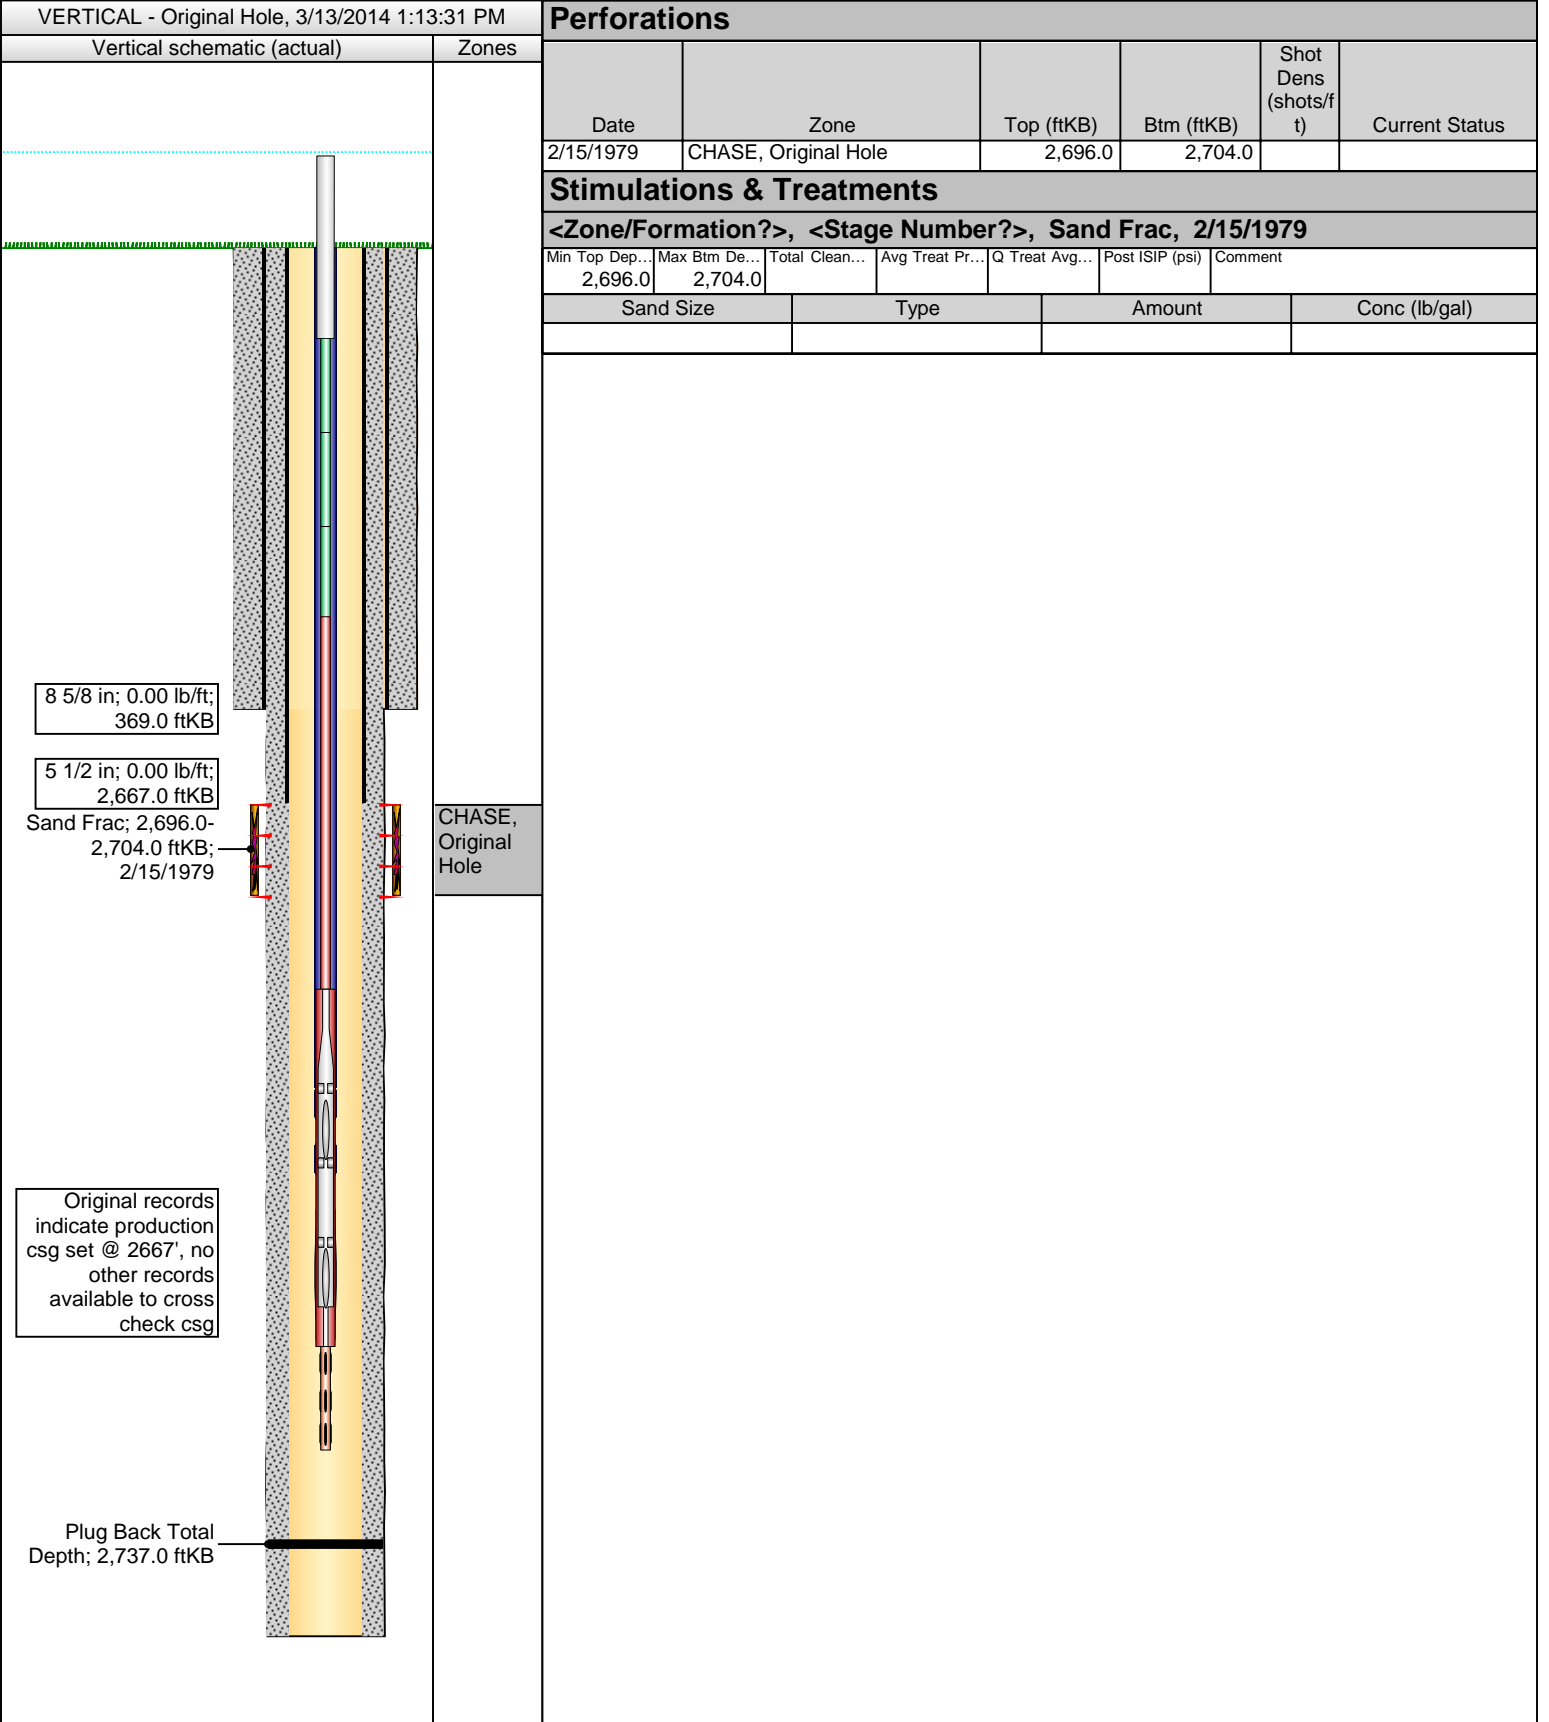 VERTICAL - Original Hole, 3/13/2014 1:13:31 PM
Vertical schematic (actual)
Zones
8 5/8 in; 0.00 lb/ft;
369.0 ftKB
5 1/2 in; 0.00 lb/ft;
2,667.0 ftKB
Sand Frac; 2,696.0-
2,704.0 ftKB;
2/15/1979
CHASE,
Original
Hole
Original records
indicate production
csg set @ 2667', no
other records
available to cross
check csg
Plug Back Total
Depth; 2,737.0 ftKB
Perforations
Date
Zone
Top (ftKB)
Btm (ftKB)
Shot
Dens
(shots/f
t)
Current Status
2/15/1979
CHASE, Original Hole
2,696.0
2,704.0
Stimulations & Treatments
<Zone/Formation?>, <Stage Number?>, Sand Frac, 2/15/1979
Min Top Dep...
Max Btm De...
Total Clean...
Avg Treat Pr...
Q Treat Avg...
Post ISIP (psi)
Comment
2,696.0
2,704.0
Sand Size
Type
Amount
Conc (lb/gal)